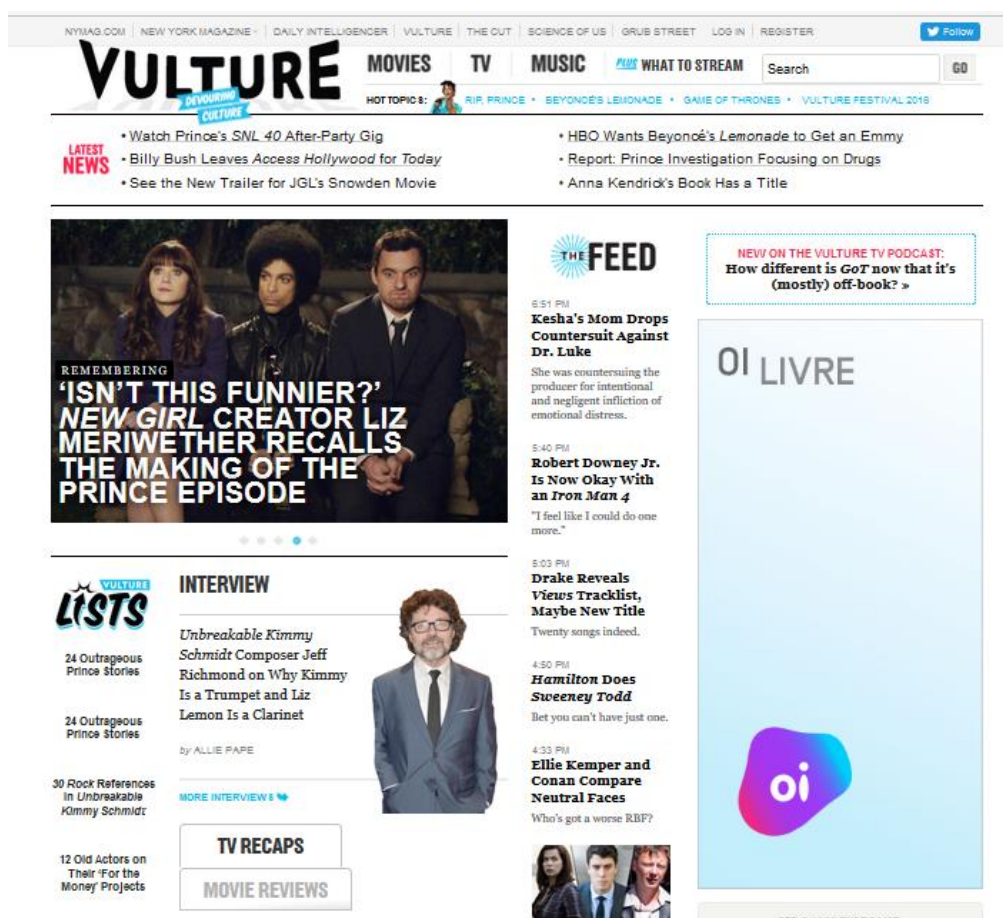 NYMAG.COM NEW YORK MAGAZINE DAILY INTELLIGENCER VULTURE THE CUT SCIENCE OF US GRUB STREET LOG IN REGISTER
Follow
VULTURE
DEVOURING
CULTURE
MOVIES TV MUSIC PLUS WHAT TO STREAM
Search GO
HOT TOPICS: RIP, PRINCE • BEYONCÉ'S LEMONADE • GAME OF THRONES • VULTURE FESTIVAL 2016
LATEST
NEWS
• Watch Prince's SNL 40 After-Party Gig
• Billy Bush Leaves Access Hollywood for Today
• See the New Trailer for JGL's Snowden Movie
• HBO Wants Beyoncé's Lemonade to Get an Emmy
• Report: Prince Investigation Focusing on Drugs
• Anna Kendrick's Book Has a Title
REMEMBERING
'ISN'T THIS FUNNIER?'
NEW GIRL CREATOR LIZ
MERIWETHER RECALLS
THE MAKING OF THE
PRINCE EPISODE
VULTURE
LISTS
24 Outrageous
Prince Stories
24 Outrageous
Prince Stories
30 Rock References
in Unbreakable
Kimmy Schmidt
12 Old Actors on
Their 'For the
Money' Projects
INTERVIEW
Unbreakable Kimmy
Schmidt Composer Jeff
Richmond on Why Kimmy
Is a Trumpet and Liz
Lemon Is a Clarinet
by ALLIE PAPE
MORE INTERVIEWS
TV RECAPS
MOVIE REVIEWS
THE FEED
6:51 PM
Kesha's Mom Drops
Countersuit Against
Dr. Luke
She was countersuing the
producer for intentional
and negligent infliction of
emotional distress.
5:40 PM
Robert Downey Jr.
Is Now Okay With
an Iron Man 4
"I feel like I could do one
more."
5:03 PM
Drake Reveals
Views Tracklist,
Maybe New Title
Twenty songs indeed.
4:50 PM
Hamilton Does
Sweeney Todd
Bet you can't have just one.
4:33 PM
Ellie Kemper and
Conan Compare
Neutral Faces
Who's got a worse RBF?
NEW ON THE VULTURE TV PODCAST:
How different is GoT now that it's
(mostly) off-book? »
OI LIVRE
oi